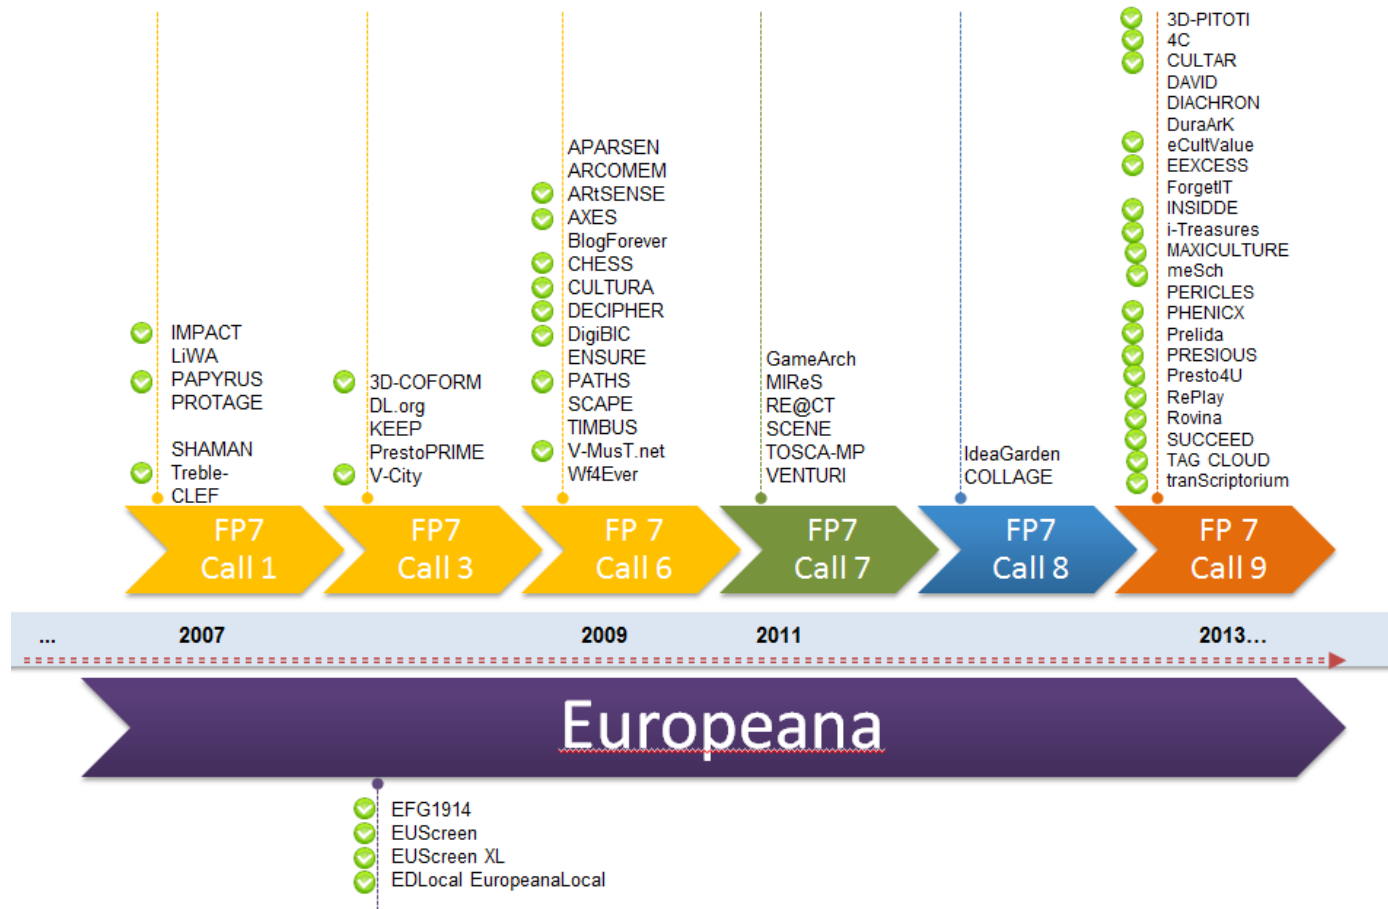 IMPACT
LiWA
PAPYRUS
PROTAGE
SHAMAN
Treble-
CLEF
3D-COFORM
DL.org
KEEP
PrestoPRIME
V-City
APARSEN
ARCOMEM
ARtSENSE
AXES
BlogForever
CHESS
CULTURA
DECIPHER
DigiBIC
ENSURE
PATHS
SCAPE
TIMBUS
V-MusT.net
Wf4Ever
GameArch
MIReS
RE@CT
SCENE
TOSCA-MP
VENTURI
IdeaGarden
COLLAGE
3D-PITOTI
4C
CULTAR
DAVID
DIACHRON
DuraArK
eCultValue
EEXCESS
ForgetIT
INSIDDE
i-Treasures
MAXICULTURE
meSch
PERICLES
PHENICX
Prelida
PRESIOUS
Presto4U
RePlay
Rovina
SUCCEED
TAG CLOUD
tranScriptorium
FP7
Call 1
FP7
Call 3
FP 7
Call 6
FP7
Call 7
FP7
Call 8
FP 7
Call 9
... 2007 2009 2011 2013...
Europeana
EFG1914
EUScreen
EUScreen XL
EDLocal EuropeanaLocal